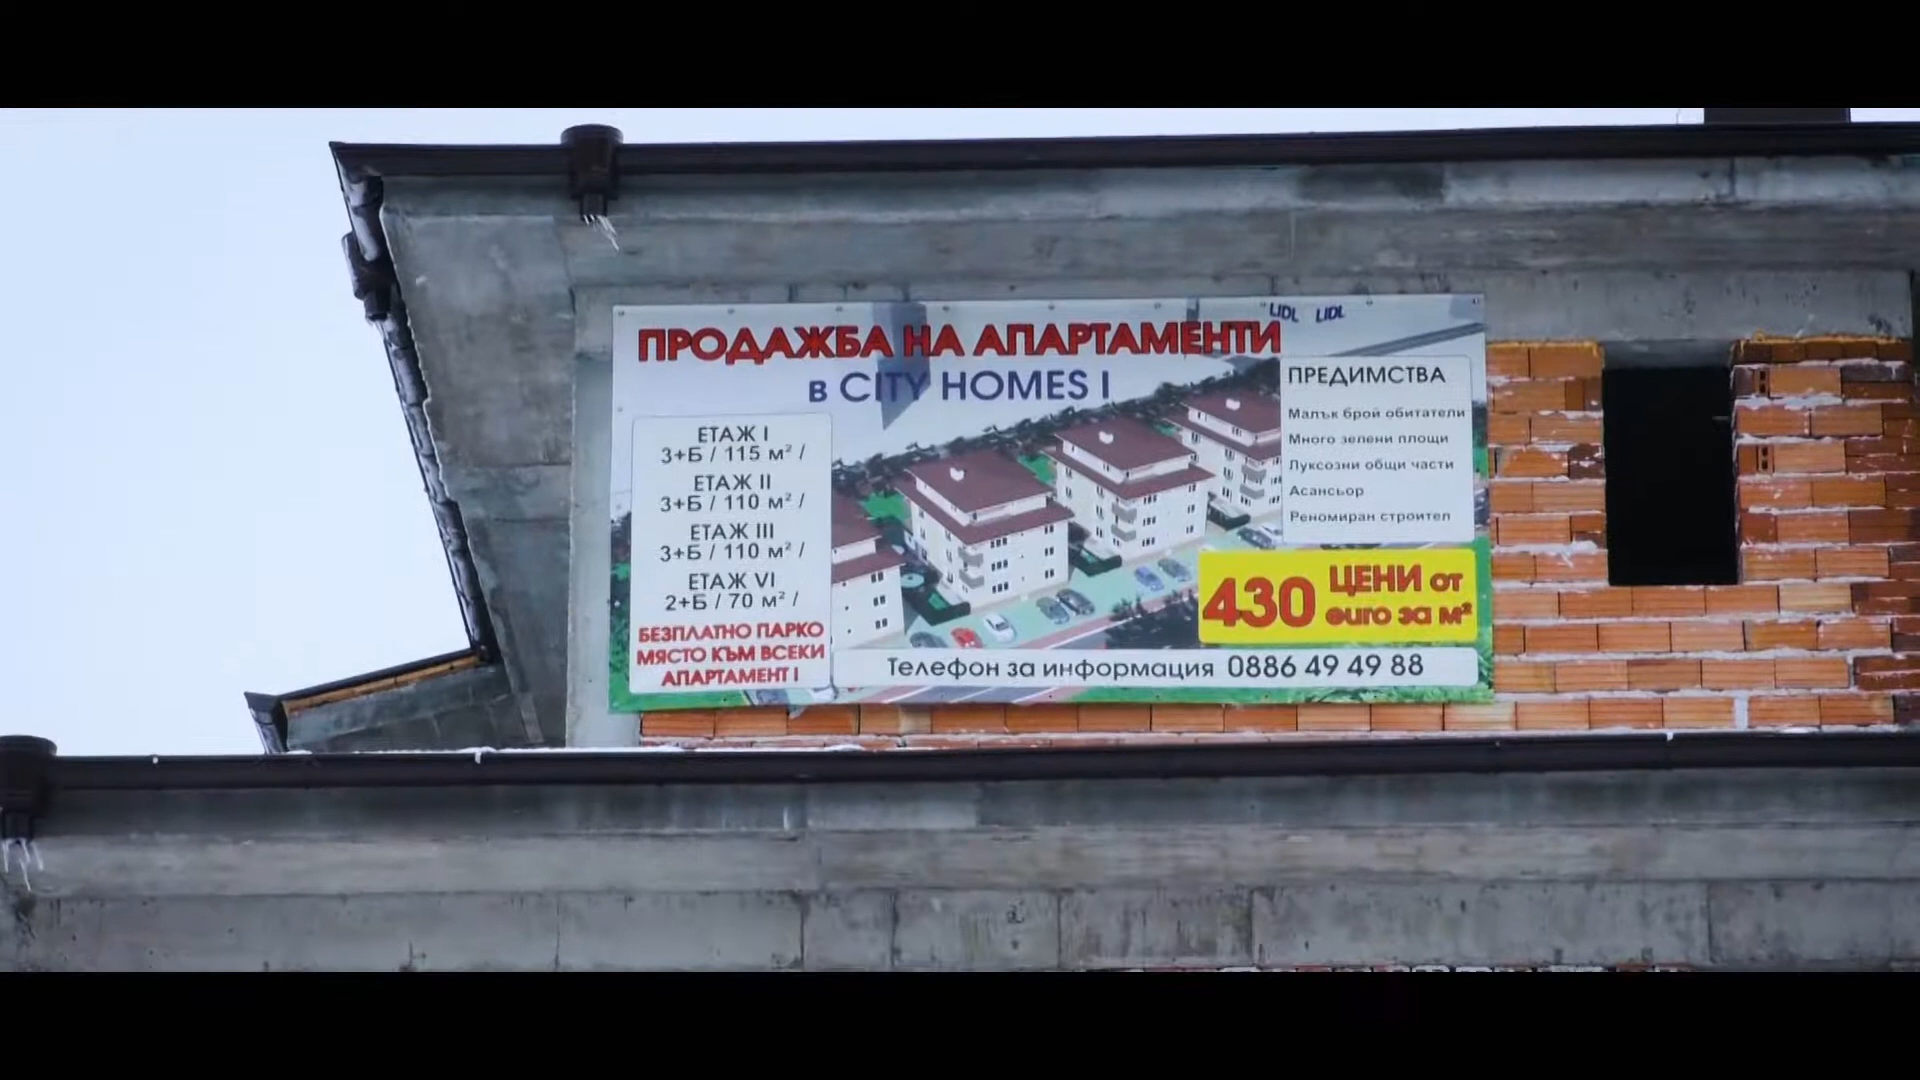 LIDL LIDL
ПРОДАЖБА НА АПАРТАМЕНТИ
в CITY HOMES I
ЕТАЖ I
3+Б / 115 м² /
ЕТАЖ II
3+Б / 110 м² /
ЕТАЖ III
3+Б / 110 м² /
ЕТАЖ VI
2+Б / 70 м² /
БЕЗПЛАТНО ПАРКО
МЯСТО КЪМ ВСЕКИ
АПАРТАМЕНТ I
ПРЕДИМСТВА
Малък брой обитатели
Много зелени площи
Луксозни общи части
Асансьор
Реномиран строител
430 ЦЕНИ от
euro за м²
Телефон за информация 0886 49 49 88